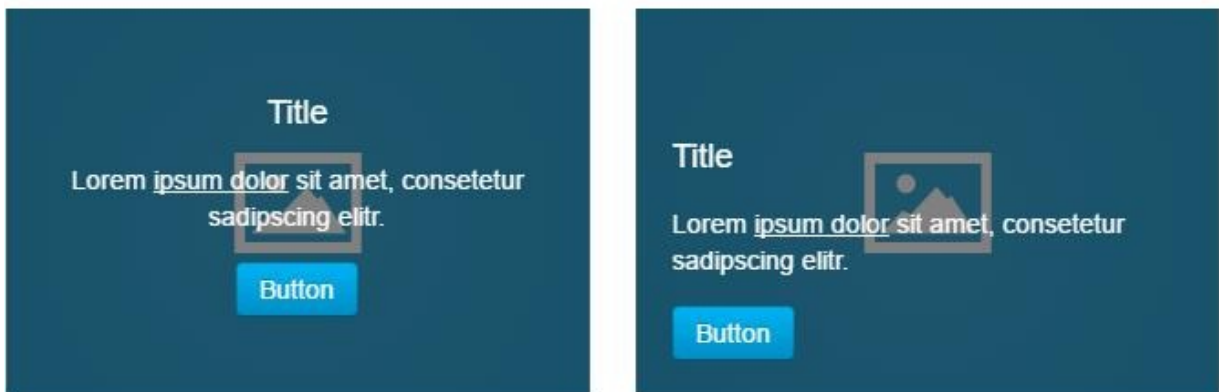 Title
Lorem ipsum dolor sit amet, consetetur
sadipscing elitr.
Button
Title
Lorem ipsum dolor sit amet, consetetur
sadipscing elitr.
Button